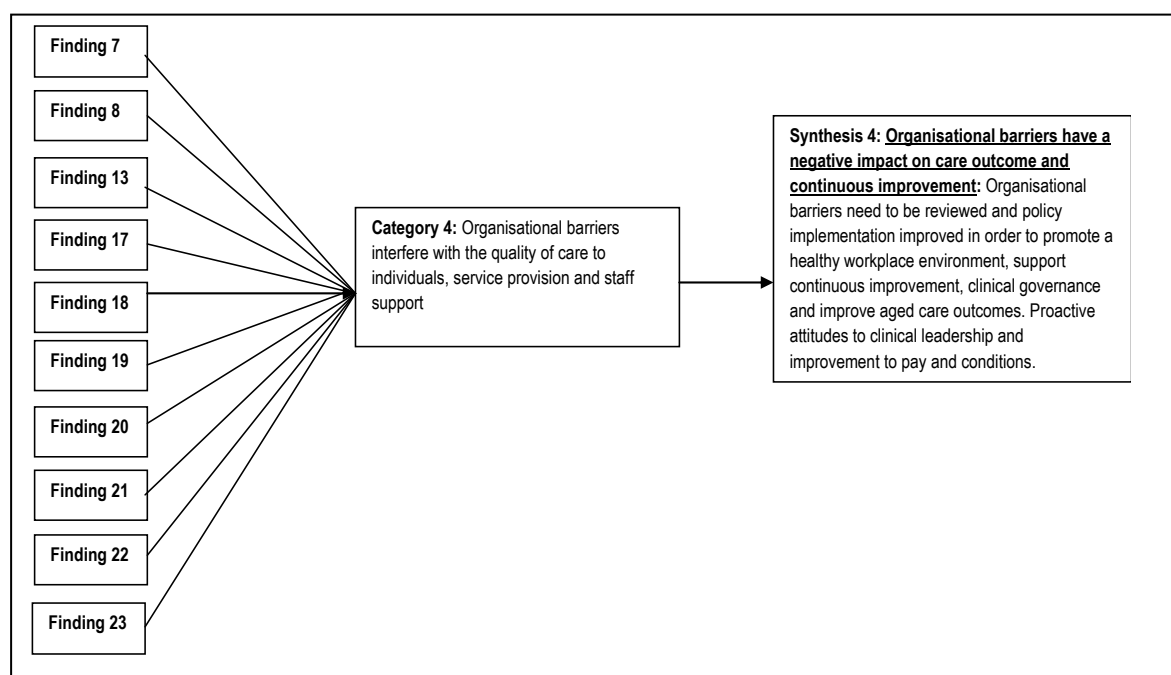 Finding 7
Finding 8
Finding 13
Finding 17
Finding 18
Finding 19
Finding 20
Finding 21
Finding 22
Finding 23
Category 4: Organisational barriers
interfere with the quality of care to
individuals, service provision and staff
support
Synthesis 4: Organisational barriers have a
negative impact on care outcome and
continuous improvement: Organisational
barriers need to be reviewed and policy
implementation improved in order to promote a
healthy workplace environment, support
continuous improvement, clinical governance
and improve aged care outcomes. Proactive
attitudes to clinical leadership and
improvement to pay and conditions.